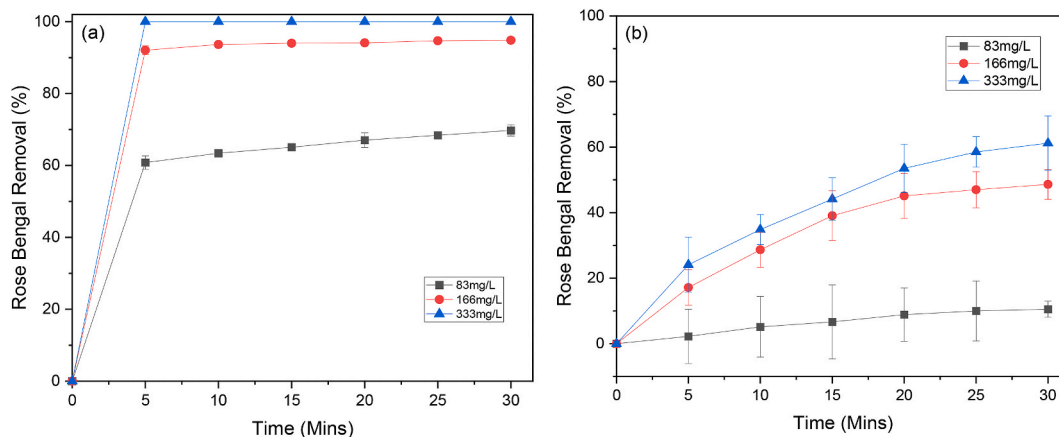 (a)
Rose Bengal Removal (%)
100
80
60
40
20
0
83mg/L
166mg/L
333mg/L
0 5 10 15 20 25 30
Time (Mins)
(b)
Rose Bengal Removal (%)
100
80
60
40
20
0
83mg/L
166mg/L
333mg/L
0 5 10 15 20 25 30
Time (Mins)